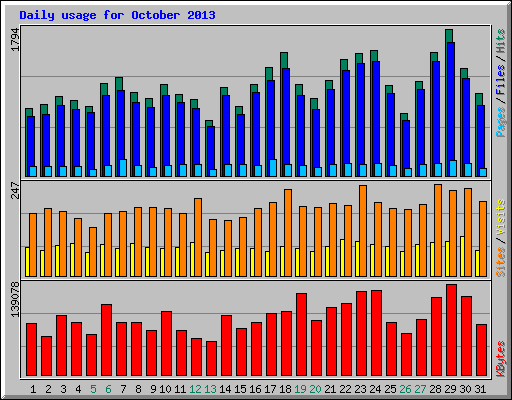 Daily usage for October 2013
1794
Pages / Files / Hits
247
Sites / Visits
139078
KBytes
1 2 3 4 5 6 7 8 9 10 11 12 13 14 15 16 17 18 19 20 21 22 23 24 25 26 27 28 29 30 31